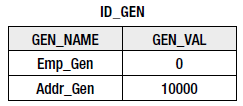 ID_GEN
GEN_NAME GEN_VAL
Emp_Gen 0
Addr_Gen 10000